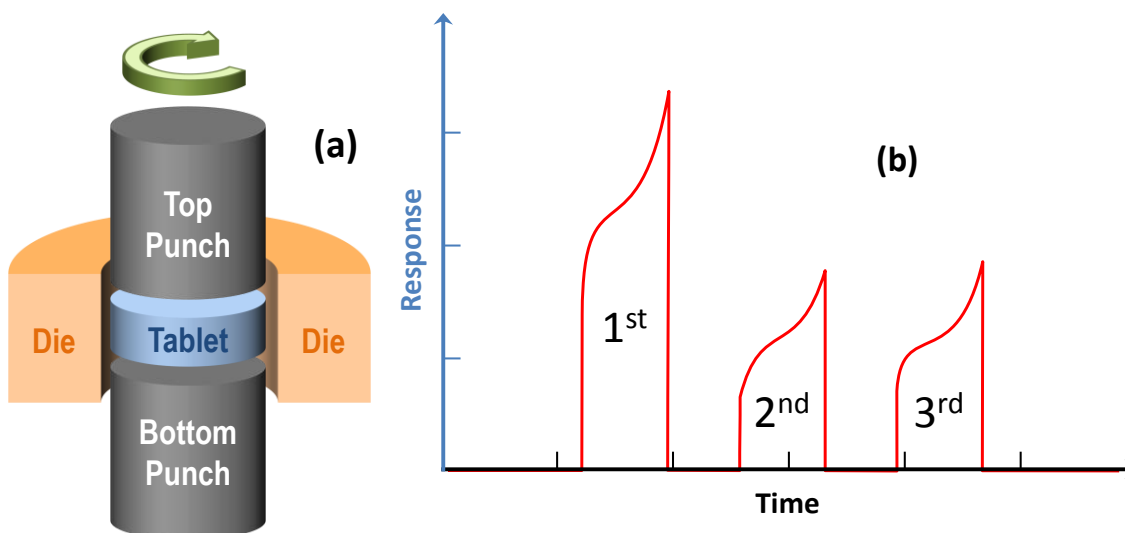 (a)
Top
Punch
Die
Tablet
Die
Bottom
Punch
(b)
Response
1st
2nd
3rd
Time